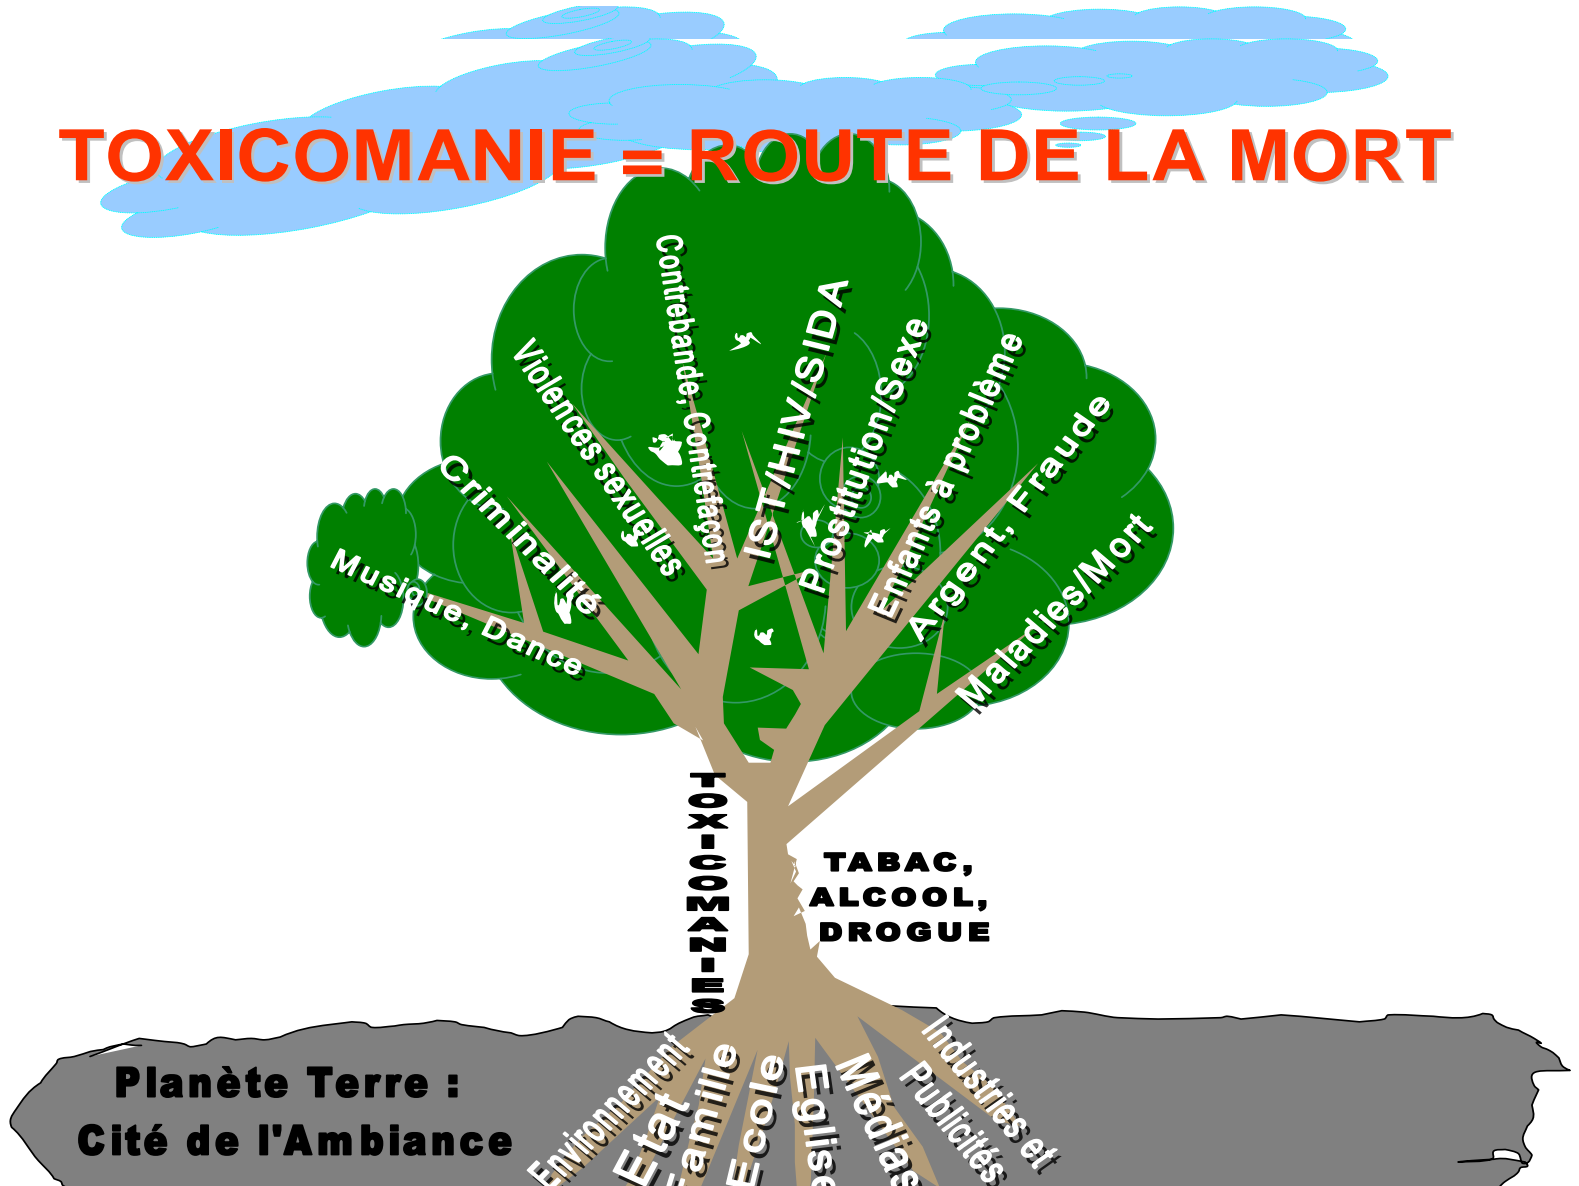 TOXICOMANIE = ROUTE DE LA MORT
Musique, Dance
Criminalité
Violences sexuelles
Contrebande, Contrefaçon
IST/HIV/SIDA
Prostitution/Sexe
Enfants à problème
Argent, Fraude
Maladies/Mort
TOXICOMANIES
TABAC,
ALCOOL,
DROGUE
Planète Terre :
Cité de l'Ambiance
Environnement
Etat
Famille
Ecole
Eglise
Médias
Industries et
Publicités